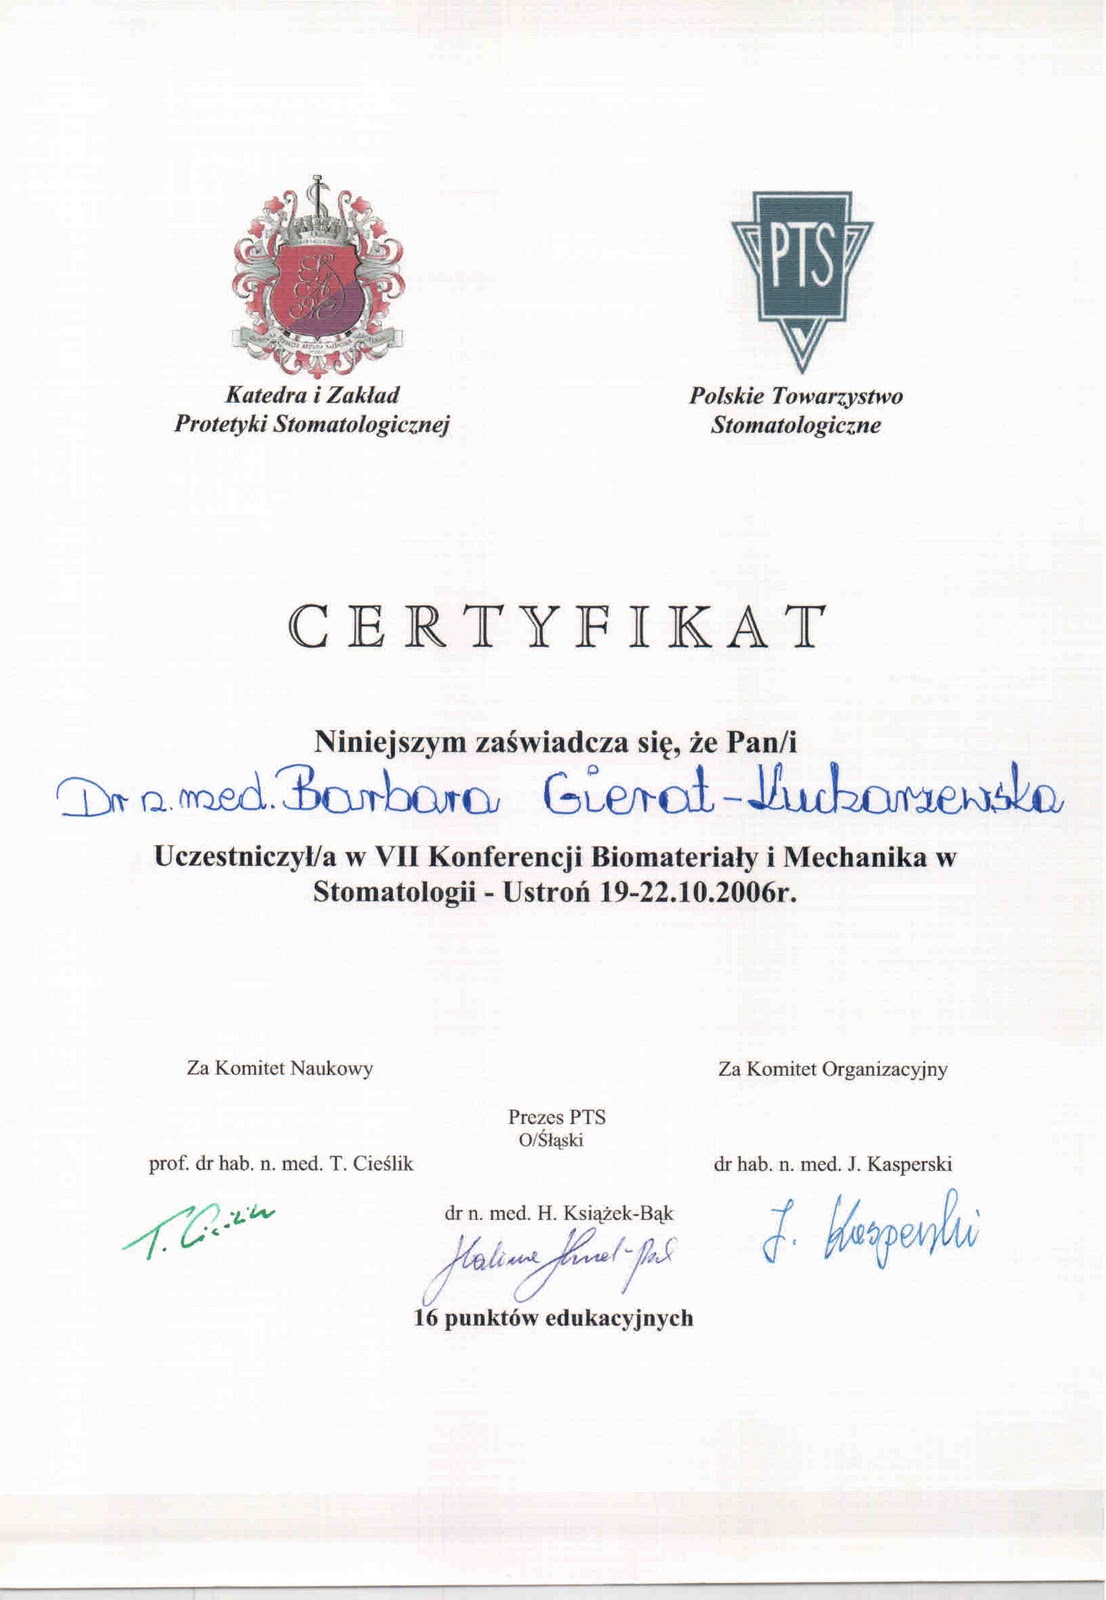 PTS
Katedra i Zakład
Protetyki Stomatologicznej
Polskie Towarzystwo
Stomatologiczne
CERTYFIKAT
Niniejszym zaświadcza się, że Pan/i
Dr n. med. Barbara Gierat-Kucharzewska
Uczestniczył/a w VII Konferencji Biomateriały i Mechanika w
Stomatologii - Ustroń 19-22.10.2006r.
Za Komitet Naukowy
Za Komitet Organizacyjny
Prezes PTS
O/Śląski
prof. dr hab. n. med. T. Cieślik
dr hab. n. med. J. Kasperski
T. Cieślik
dr n. med. H. Książek-Bąk
J. Kasperski
16 punktów edukacyjnych